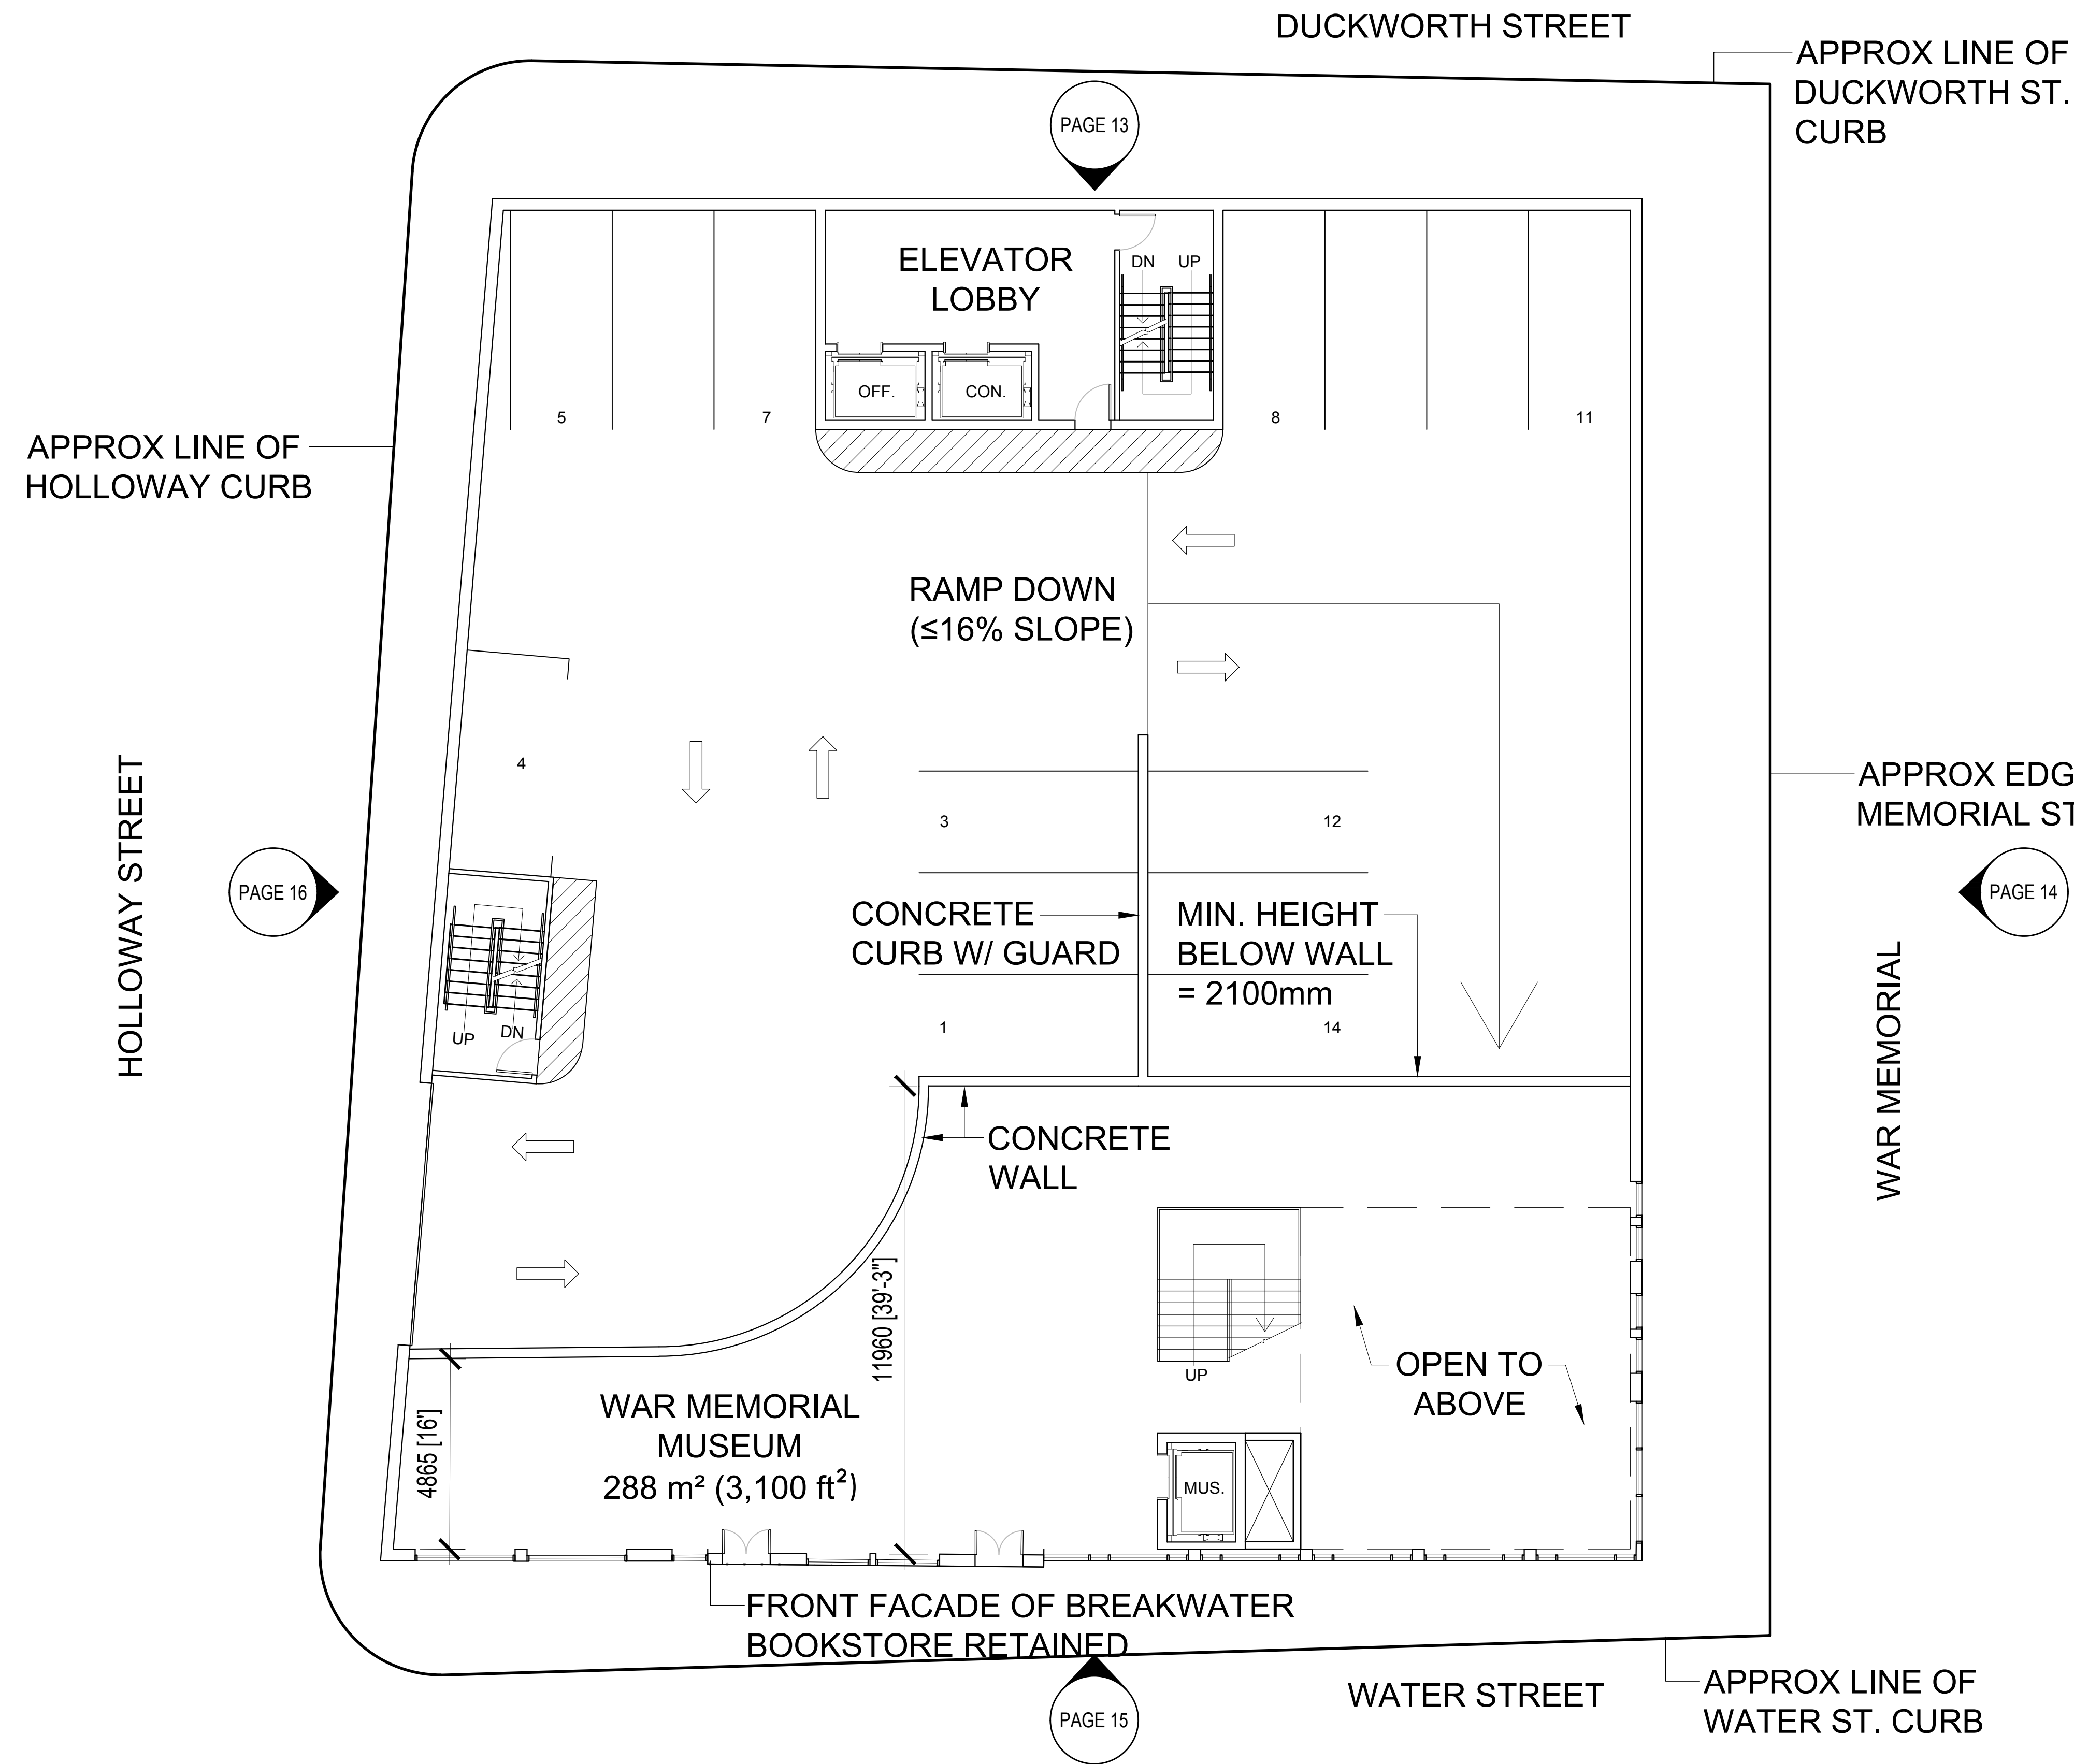 DUCKWORTH STREET
APPROX LINE OF
DUCKWORTH ST.
CURB
PAGE 13
ELEVATOR
LOBBY
DN
UP
OFF.
CON.
5
7
8
11
APPROX LINE OF
HOLLOWAY CURB
RAMP DOWN
(≤16% SLOPE)
HOLLOWAY STREET
4
3
12
APPROX EDG
MEMORIAL ST
PAGE 16
PAGE 14
CONCRETE
CURB W/ GUARD
MIN. HEIGHT
BELOW WALL
= 2100mm
WAR MEMORIAL
UP
DN
1
14
CONCRETE
WALL
11960 [39'-3"]
UP
OPEN TO
ABOVE
4865 [16']
WAR MEMORIAL
MUSEUM
288 m² (3,100 ft²)
MUS.
FRONT FACADE OF BREAKWATER
BOOKSTORE RETAINED
WATER STREET
APPROX LINE OF
WATER ST. CURB
PAGE 15